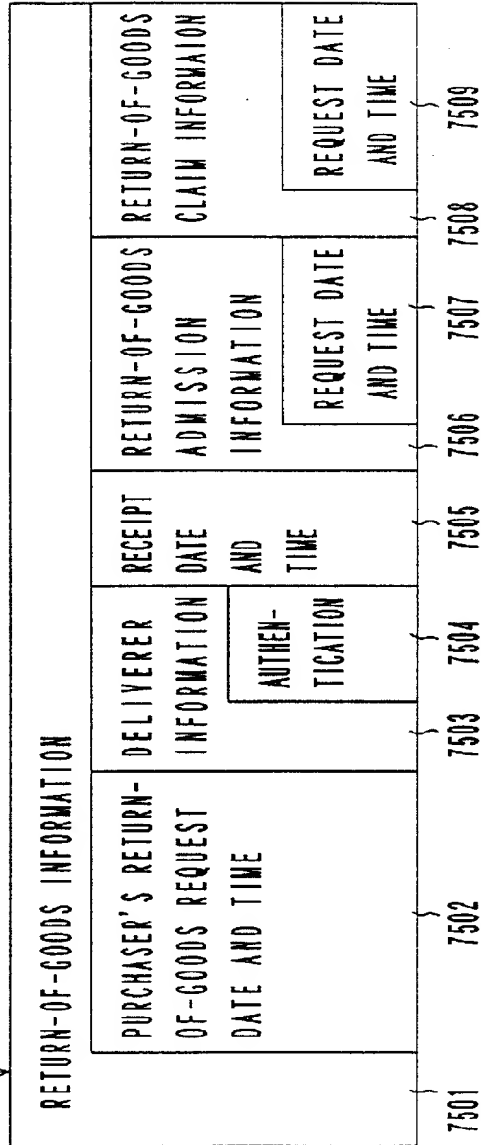 RETURN-OF-GOODS INFORMATION
PURCHASER'S RETURN-
OF-GOODS REQUEST
DATE AND TIME
DELIVERER
INFORMATION
AUTHEN-
TICATION
RECEIPT
DATE
AND
TIME
RETURN-OF-GOODS
ADMISSION
INFORMATION
REQUEST DATE
AND TIME
RETURN-OF-GOODS
CLAIM INFORMAION
REQUEST DATE
AND TIME
7501
7502
7503
7504
7505
7506
7507
7508
7509